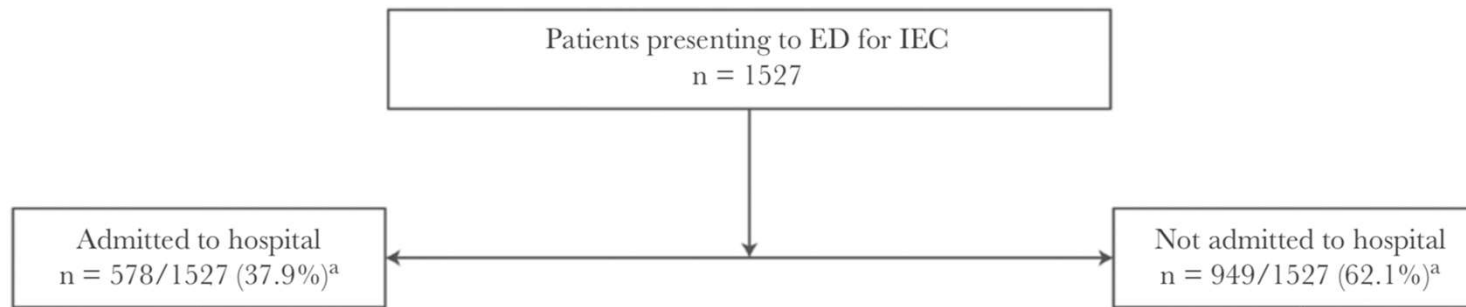 Patients presenting to ED for IEC
n = 1527
Admitted to hospital
n = 578/1527 (37.9%)ᵃ
Not admitted to hospital
n = 949/1527 (62.1%)ᵃ